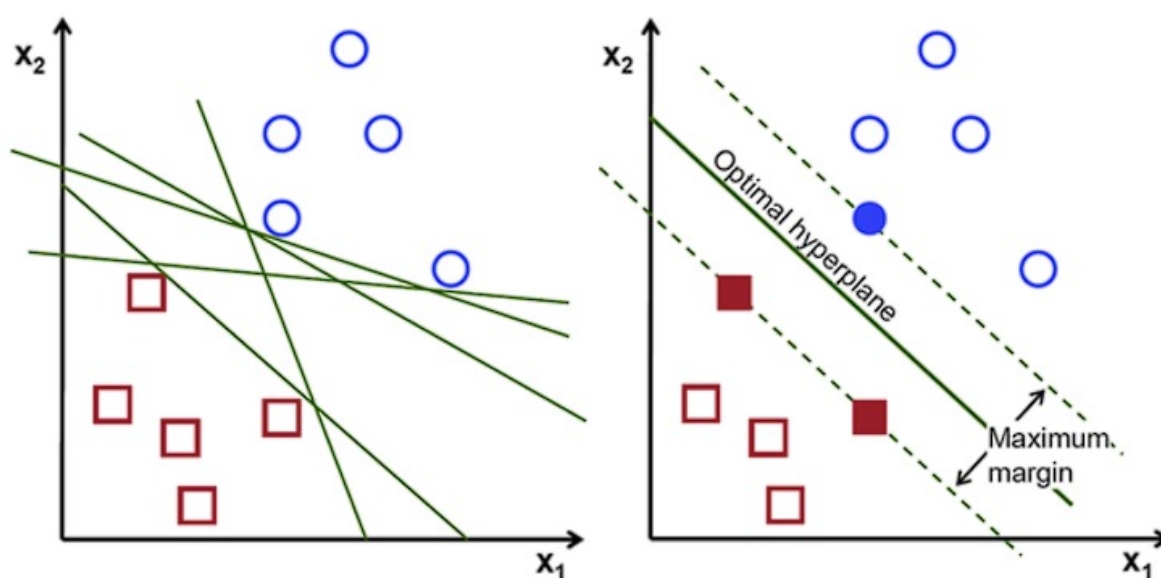 x₂
x₁
x₂
Optimal hyperplane
Maximum
margin
x₁